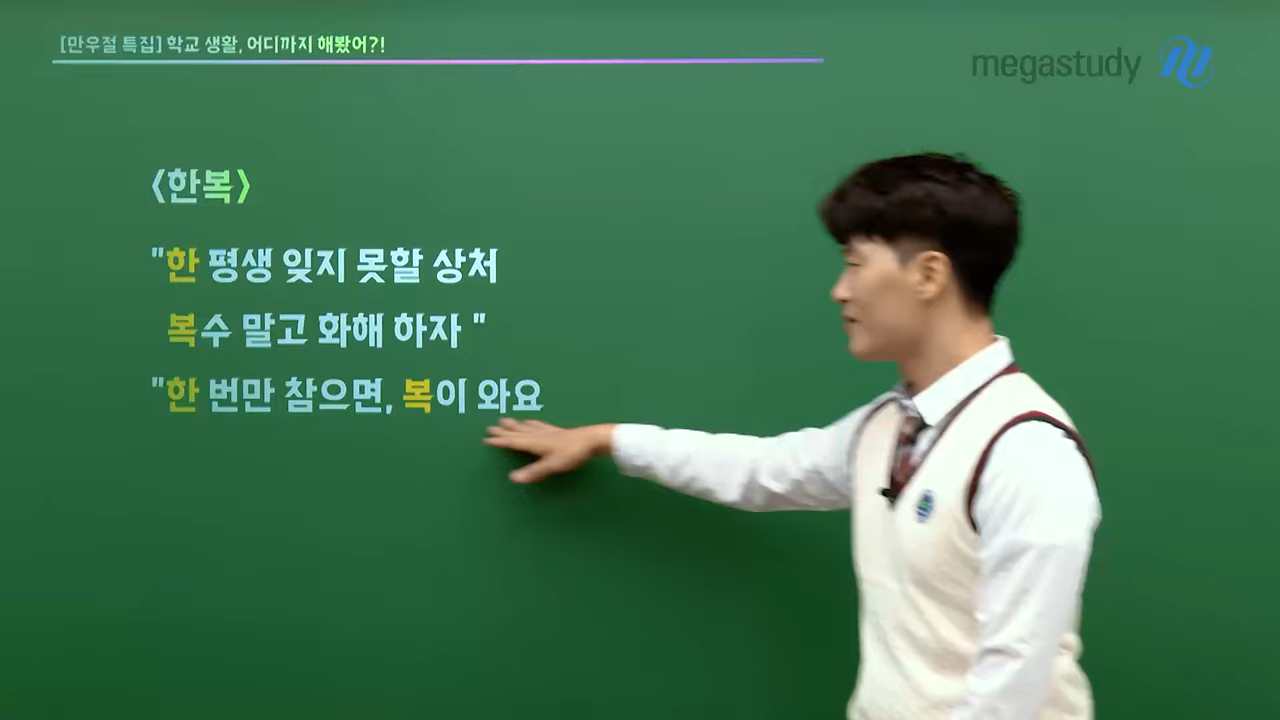 [만우절 특집] 학교 생활, 어디까지 해봤어?!
megastudy
<한복>
"한 평생 잊지 못할 상처
복수 말고 화해 하자 "
"한 번만 참으면, 복이 와요